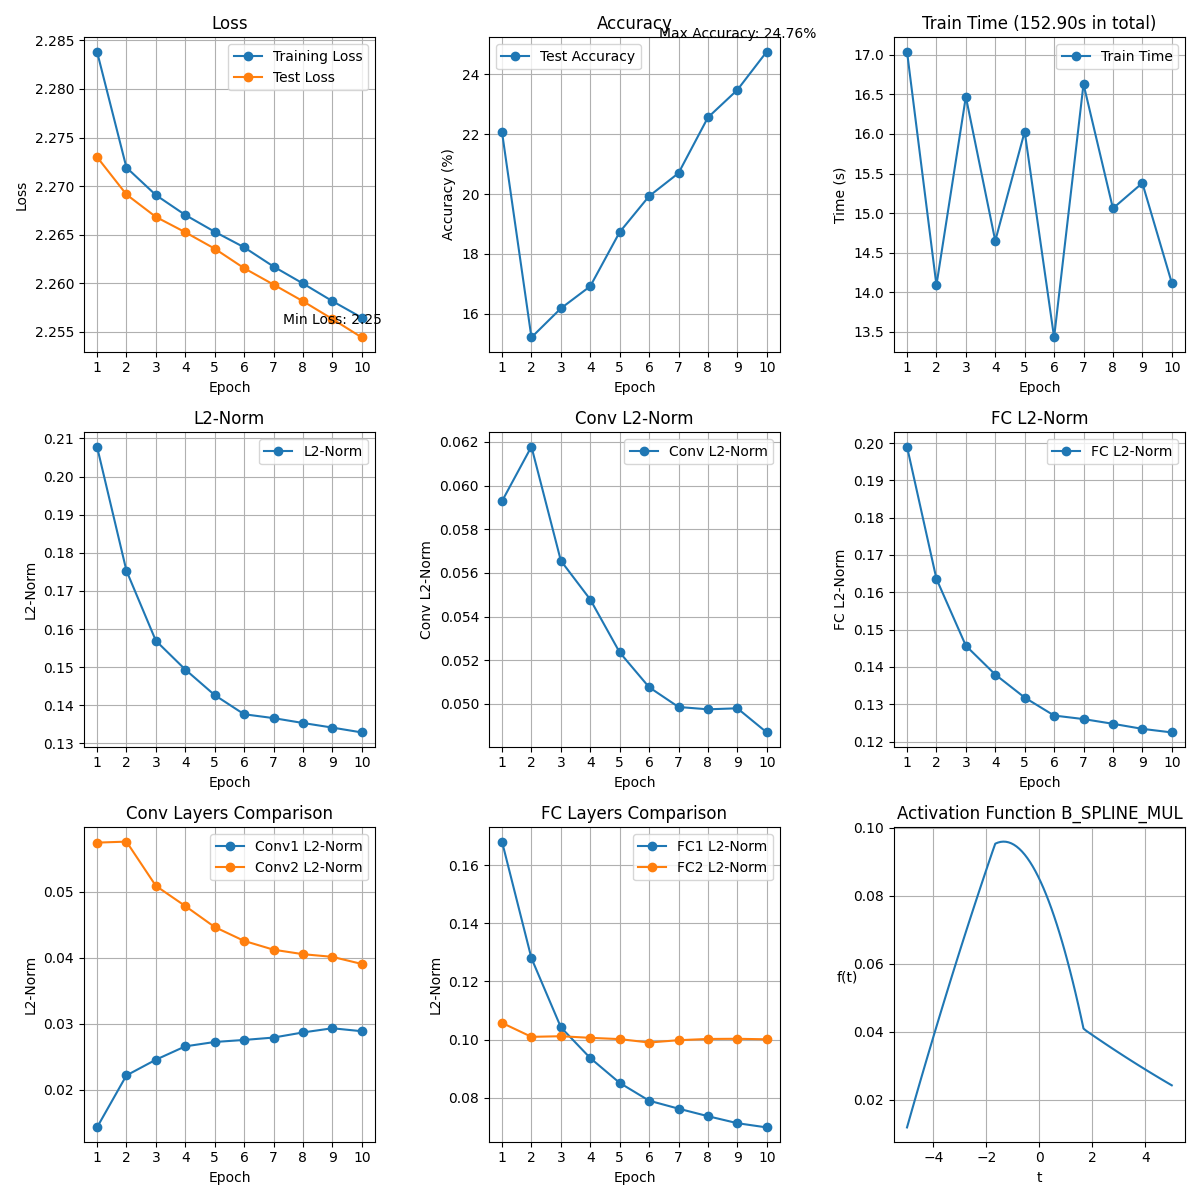 Loss
2.285
2.280
2.275
2.270
2.265
2.260
2.255
Loss
Training Loss
Test Loss
Min Loss: 2.25
1 2 3 4 5 6 7 8 9 10
Epoch
Accuracy
Max Accuracy: 24.76%
24
22
20
18
16
Accuracy (%)
Test Accuracy
1 2 3 4 5 6 7 8 9 10
Epoch
Train Time (152.90s in total)
17.0
16.5
16.0
15.5
15.0
14.5
14.0
13.5
Time (s)
Train Time
1 2 3 4 5 6 7 8 9 10
Epoch
L2-Norm
0.21
0.20
0.19
0.18
0.17
0.16
0.15
0.14
0.13
L2-Norm
L2-Norm
1 2 3 4 5 6 7 8 9 10
Epoch
Conv L2-Norm
0.062
0.060
0.058
0.056
0.054
0.052
0.050
Conv L2-Norm
Conv L2-Norm
1 2 3 4 5 6 7 8 9 10
Epoch
FC L2-Norm
0.20
0.19
0.18
0.17
0.16
0.15
0.14
0.13
0.12
FC L2-Norm
FC L2-Norm
1 2 3 4 5 6 7 8 9 10
Epoch
Conv Layers Comparison
0.05
0.04
0.03
0.02
L2-Norm
Conv1 L2-Norm
Conv2 L2-Norm
1 2 3 4 5 6 7 8 9 10
Epoch
FC Layers Comparison
0.16
0.14
0.12
0.10
0.08
L2-Norm
FC1 L2-Norm
FC2 L2-Norm
1 2 3 4 5 6 7 8 9 10
Epoch
Activation Function B_SPLINE_MUL
0.10
0.08
0.06
0.04
0.02
f(t)
−4 −2 0 2 4
t